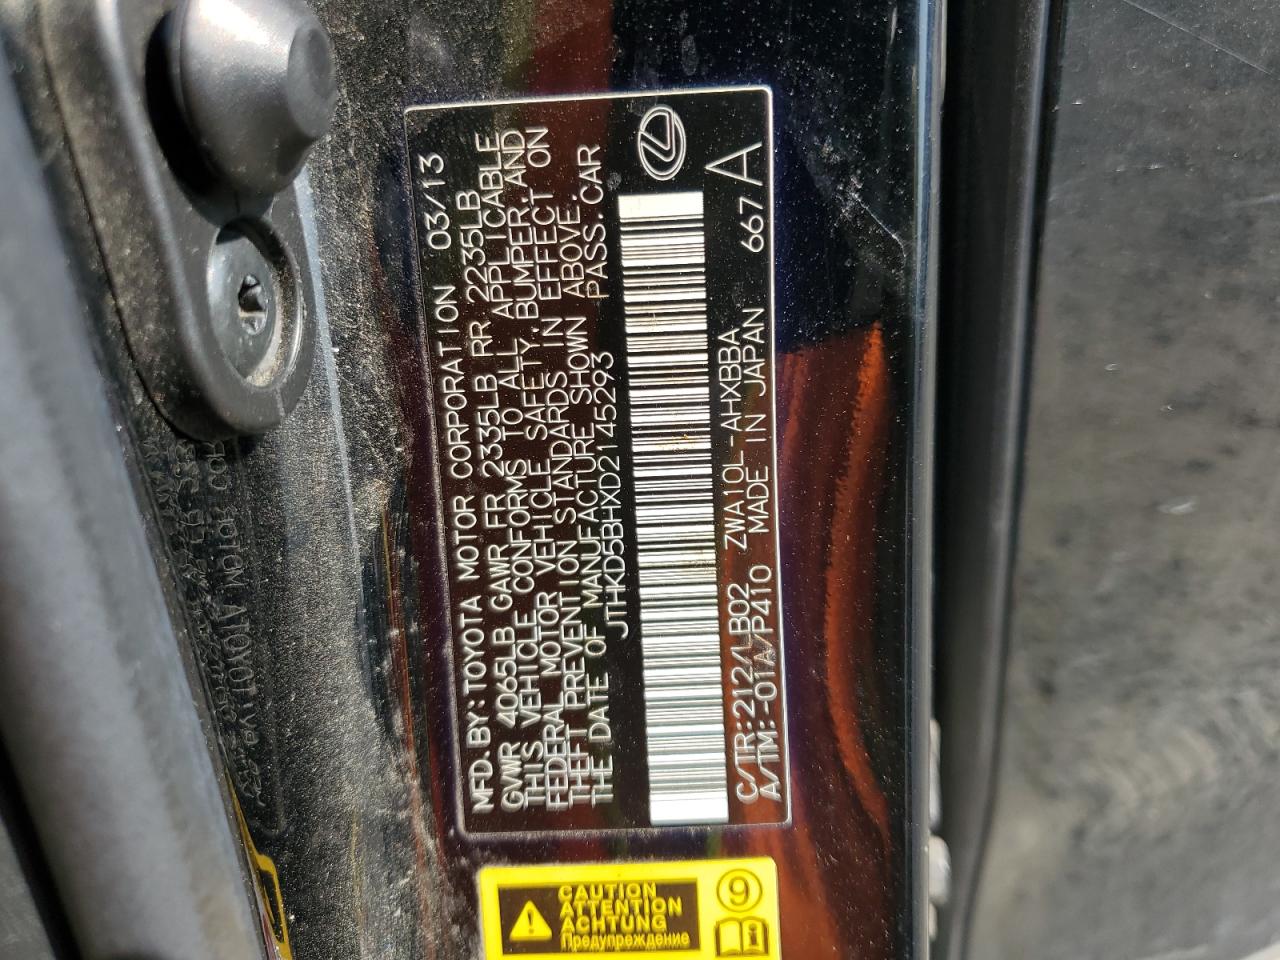 MFD.BY:TOYOTA MOTOR CORPORATION 03/13
GVWR 4065LB GAWR FR 2335LB RR 2235LB
THIS VEHICLE CONFORMS TO ALL APPLICABLE
FEDERAL MOTOR VEHICLE SAFETY,BUMPER,AND
THEFT PREVENTION STANDARDS IN EFFECT ON
THE DATE OF MANUFACTURE SHOWN ABOVE.
JTHKD5BHXD2145293 PASS.CAR
C/TR:212/LB02 ZWA10L-AHXBBA
A/TM:-01A/P410 MADE IN JAPAN 667A
CAUTION
ATTENTION
ACHTUNG
Предупреждение
9